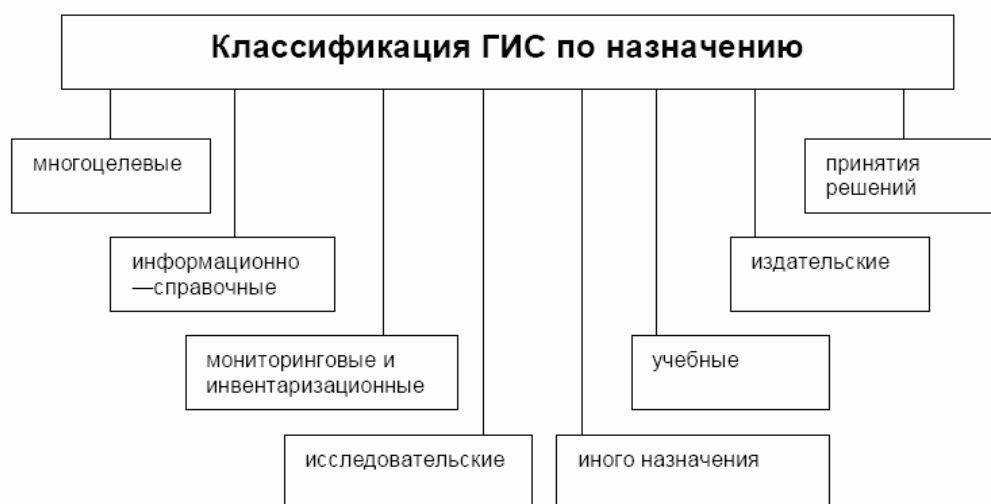 Классификация ГИС по назначению
многоцелевые
принятия
решений
информационно
—справочные
издательские
мониторинговые и
инвентаризационные
учебные
исследовательские
иного назначения